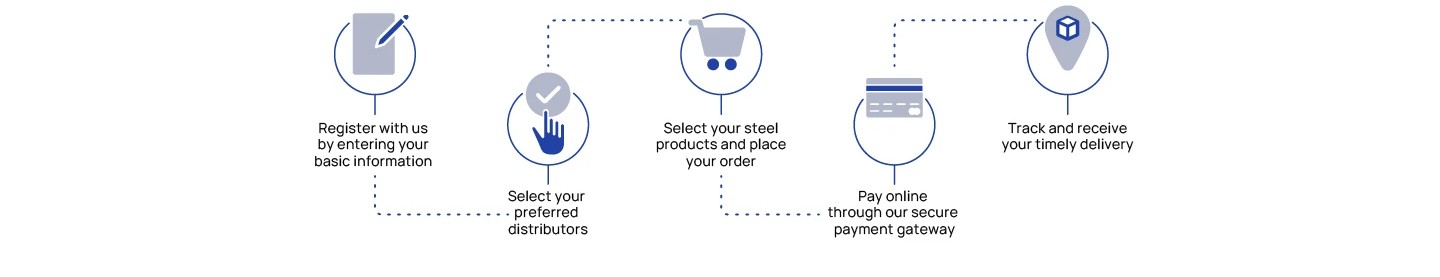 Register with us
by entering your
basic information
Select your
preferred
distributors
Select your steel
products and place
your order
Pay online
through our secure
payment gateway
Track and receive
your timely delivery